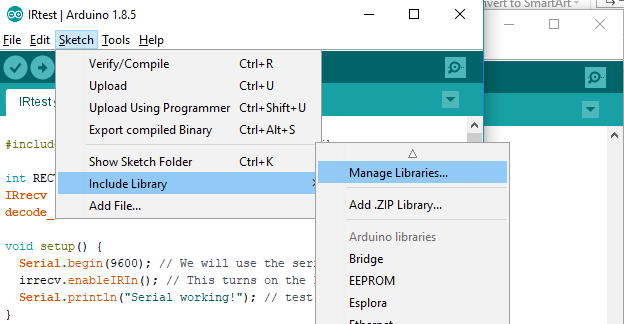 nvert to SmartArt
IRtest | Arduino 1.8.5
File Edit Sketch Tools Help
Verify/Compile Ctrl+R
Upload Ctrl+U
Upload Using Programmer Ctrl+Shift+U
Export compiled Binary Ctrl+Alt+S
Show Sketch Folder Ctrl+K
Include Library
Add File...
Manage Libraries...
Add .ZIP Library...
Arduino libraries
Bridge
EEPROM
Esplora
IRtest
#includ
int REC
IRrecv
decode_
void setup() {
Serial.begin(9600); // We will use the seri
irrecv.enableIRIn(); // This turns on the
Serial.println("Serial working!"); // test
}